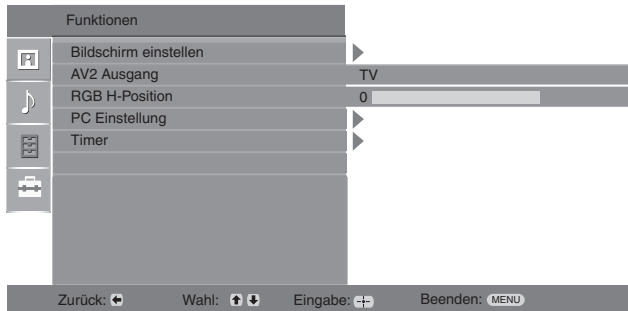 Funktionen
Bildschirm einstellen
AV2 Ausgang TV
RGB H-Position 0
PC Einstellung
Timer
Zurück: Wahl: Eingabe: Beenden: MENU